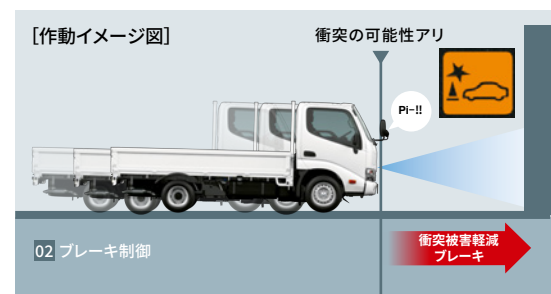 [作動イメージ図]
衝突の可能性アリ
Pi-!!
02 ブレーキ制御
衝突被害軽減
ブレーキ